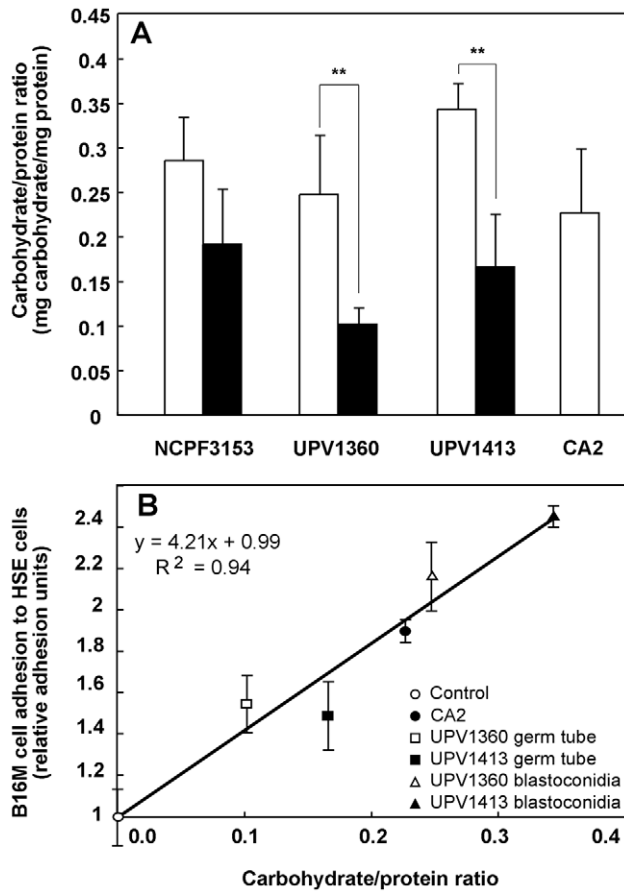 A
Carbohydrate/protein ratio
(mg carbohydrate/mg protein)
0.45
0.4
0.35
0.3
0.25
0.2
0.15
0.1
0.05
0
**
**
NCPF3153 UPV1360 UPV1413 CA2
B
B16M cell adhesion to HSE cells
(relative adhesion units)
2.4
2.2
2
1.8
1.6
1.4
1.2
1
y = 4.21x + 0.99
R² = 0.94
Control
CA2
UPV1360 germ tube
UPV1413 germ tube
UPV1360 blastoconidia
UPV1413 blastoconidia
0.0 0.1 0.2 0.3 0.4
Carbohydrate/protein ratio